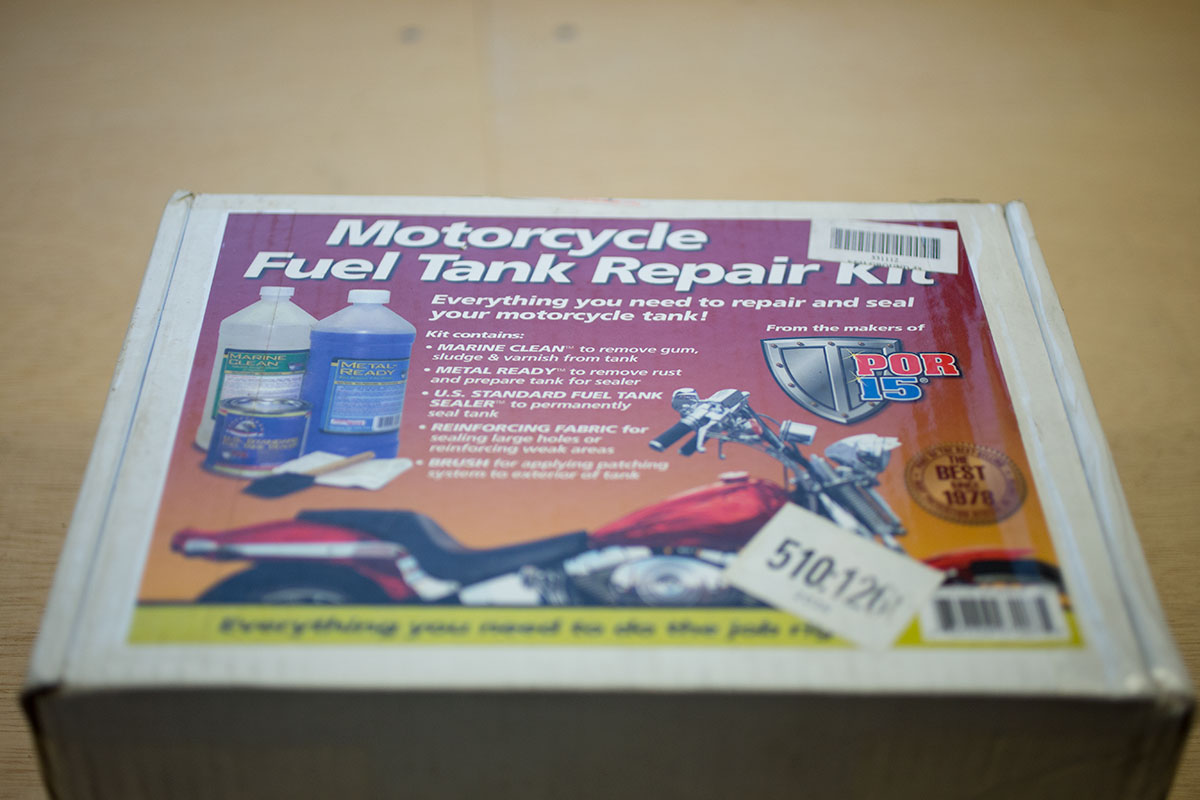 Motorcycle
Fuel Tank Repair Kit
331112
Everything you need to repair and seal
your motorcycle tank!
Kit contains:
• MARINE CLEAN™ to remove gum,
sludge & varnish from tank
• METAL READY™ to remove rust
and prepare tank for sealer
• U.S. STANDARD FUEL TANK
SEALER™ to permanently
seal tank
• REINFORCING FABRIC for
sealing large holes or
reinforcing weak areas
• BRUSH for applying patching
system to exterior of tank
From the makers of
POR
15®
MARINE
CLEAN
METAL-
READY
U.S. STANDARD
THE
BEST
SINCE
1978
510:126
Everything you need to do the job